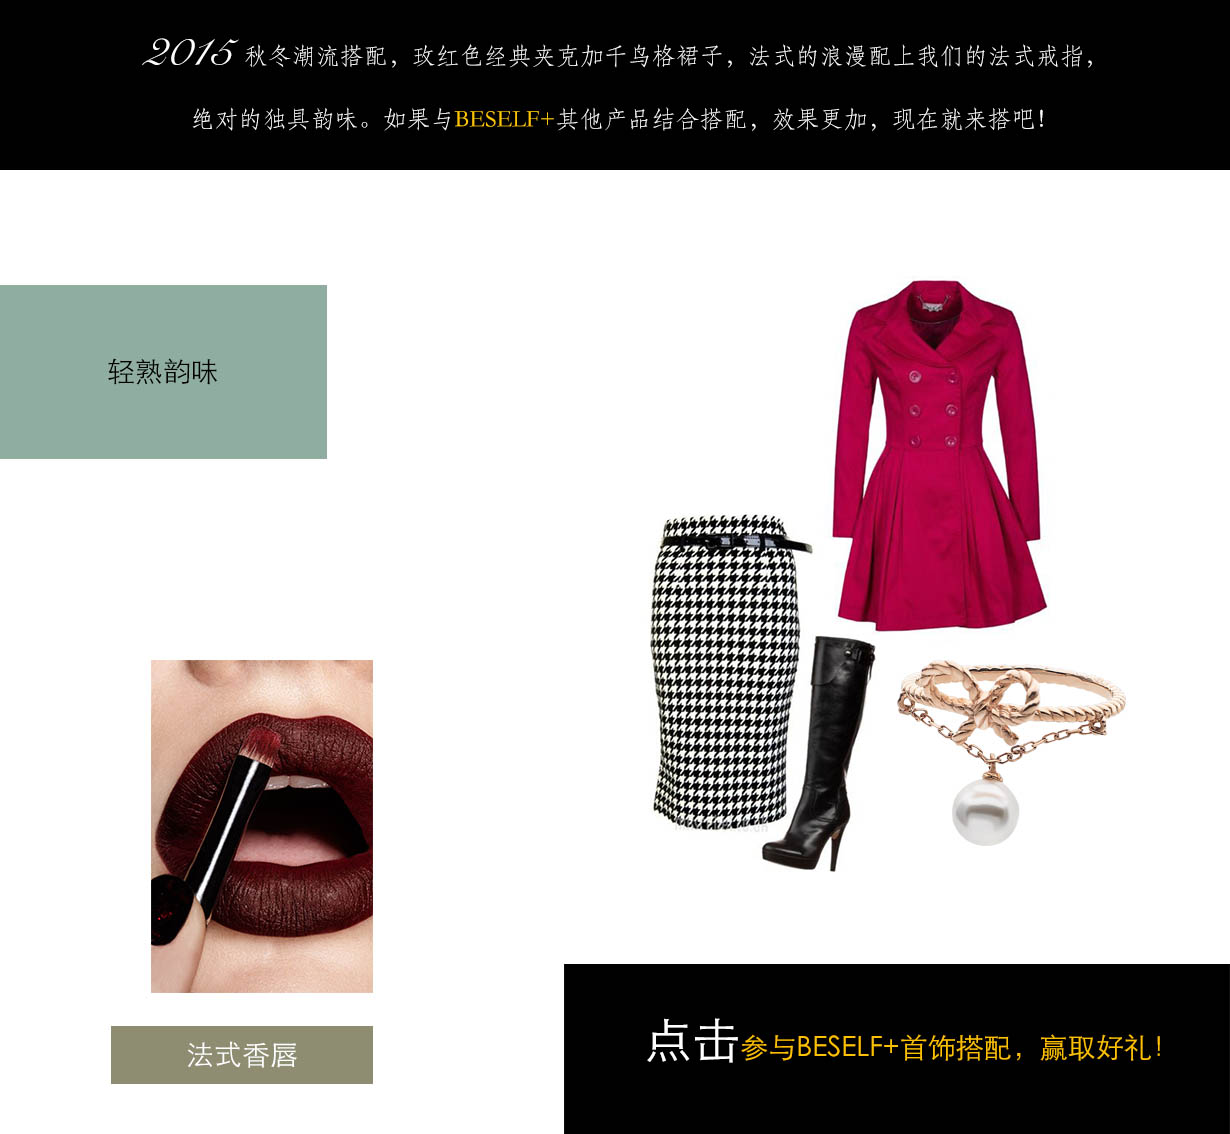 2015 秋冬潮流搭配，玫红色经典夹克加千鸟格裙子，法式的浪漫配上我们的法式戒指，
绝对的独具韵味。如果与BESELF+其他产品结合搭配，效果更加，现在就来搭吧！
轻熟韵味
法式香唇
点击参与BESELF+首饰搭配，赢取好礼！